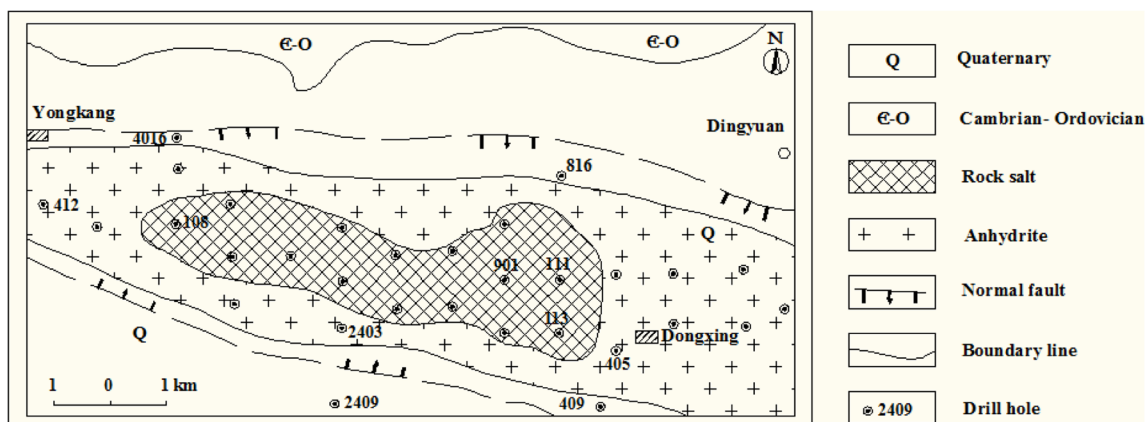 Є-O
Є-O
N
Yongkang
4016
Dingyuan
816
412
108
Q
901
111
113
2403
Dongxing
Q
405
1 0 1 km
2409
409
Q Quaternary
Є-O Cambrian- Ordovician
Rock salt
Anhydrite
Normal fault
Boundary line
2409 Drill hole